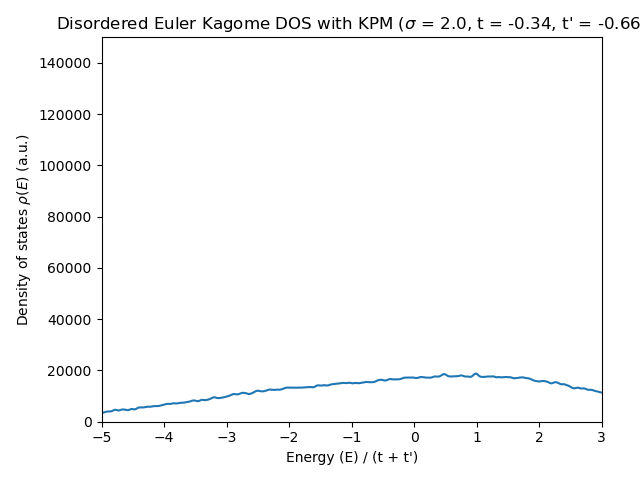 Disordered Euler Kagome DOS with KPM (σ = 2.0, t = -0.34, t' = -0.66
Density of states ρ(E) (a.u.)
140000
120000
100000
80000
60000
40000
20000
0
−5 −4 −3 −2 −1 0 1 2 3
Energy (E) / (t + t')